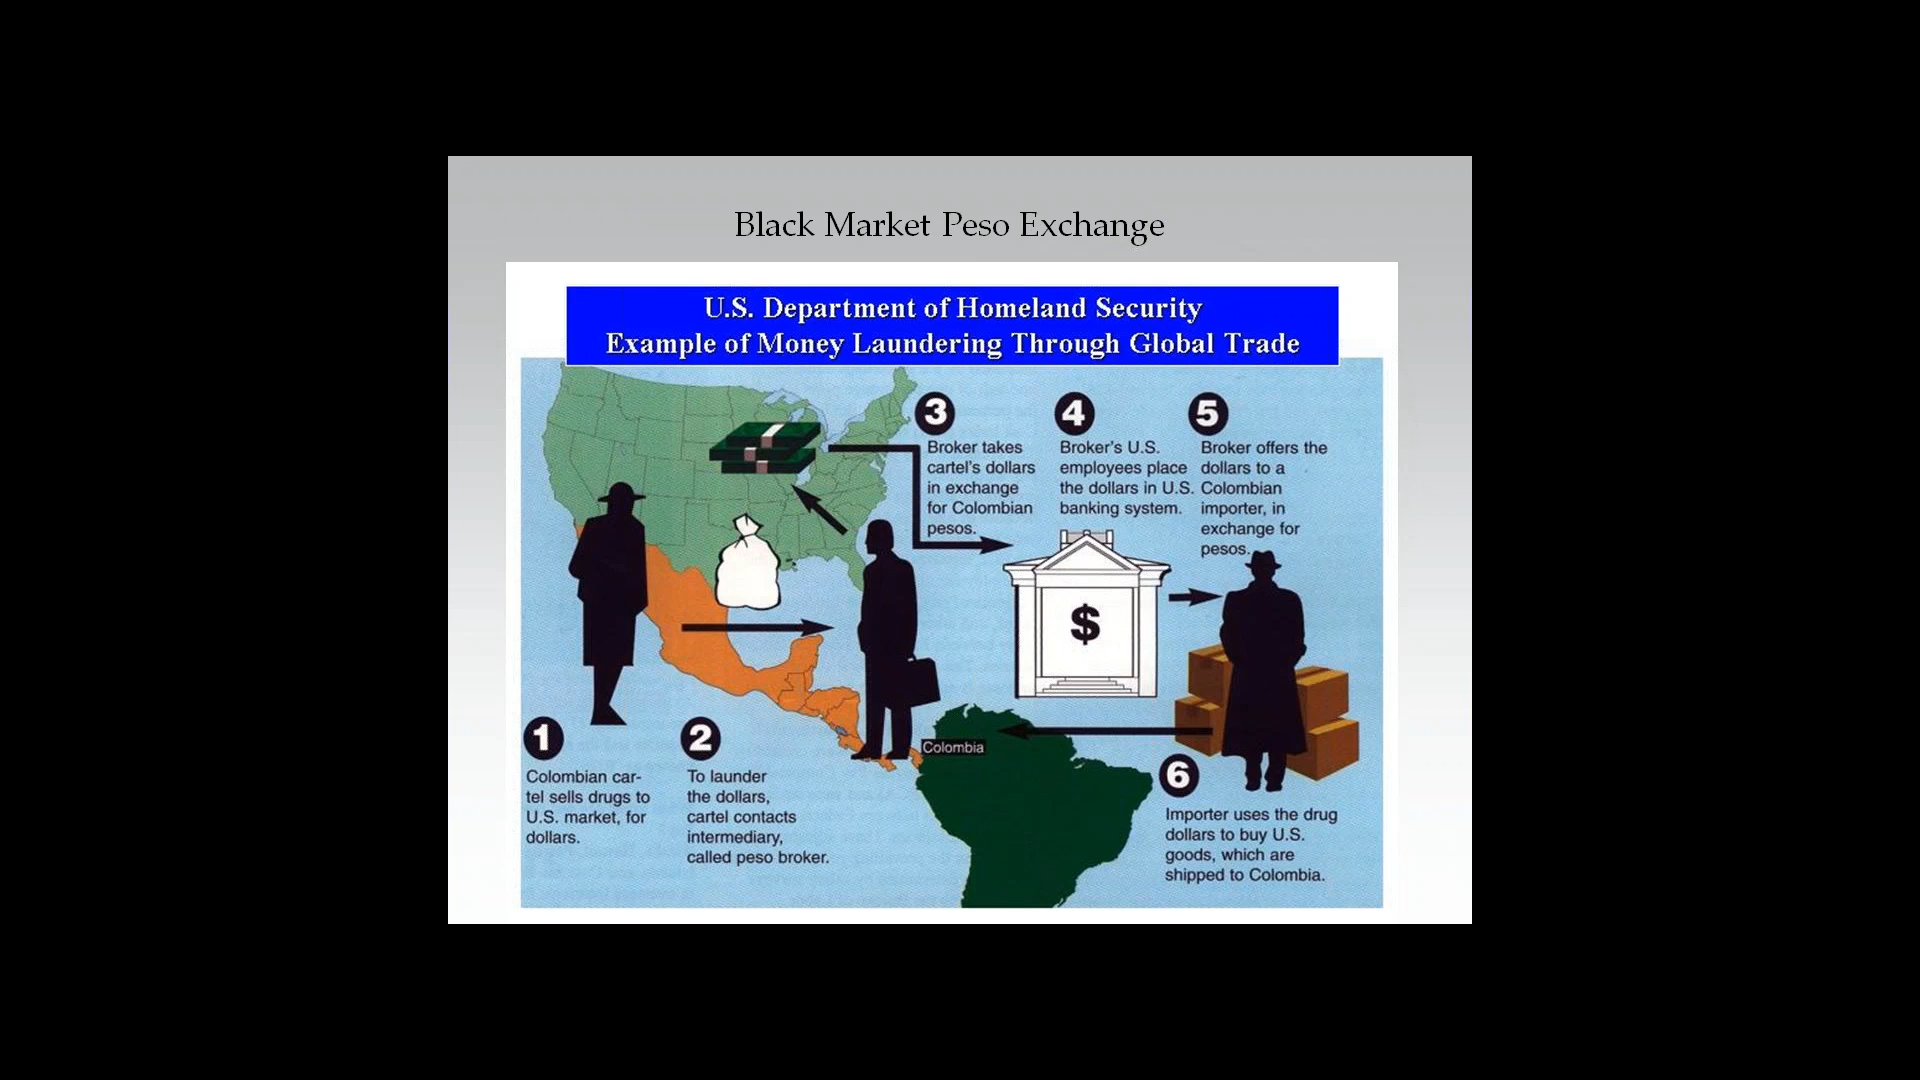 Black Market Peso Exchange
U.S. Department of Homeland Security
Example of Money Laundering Through Global Trade
3
Broker takes
cartel's dollars
in exchange
for Colombian
pesos.
4
Broker's U.S.
employees place
the dollars in U.S.
banking system.
5
Broker offers the
dollars to a
Colombian
importer, in
exchange for
pesos.
$
Colombia
1
Colombian car-
tel sells drugs to
U.S. market, for
dollars.
2
To launder
the dollars,
cartel contacts
intermediary,
called peso broker.
6
Importer uses the drug
dollars to buy U.S.
goods, which are
shipped to Colombia.